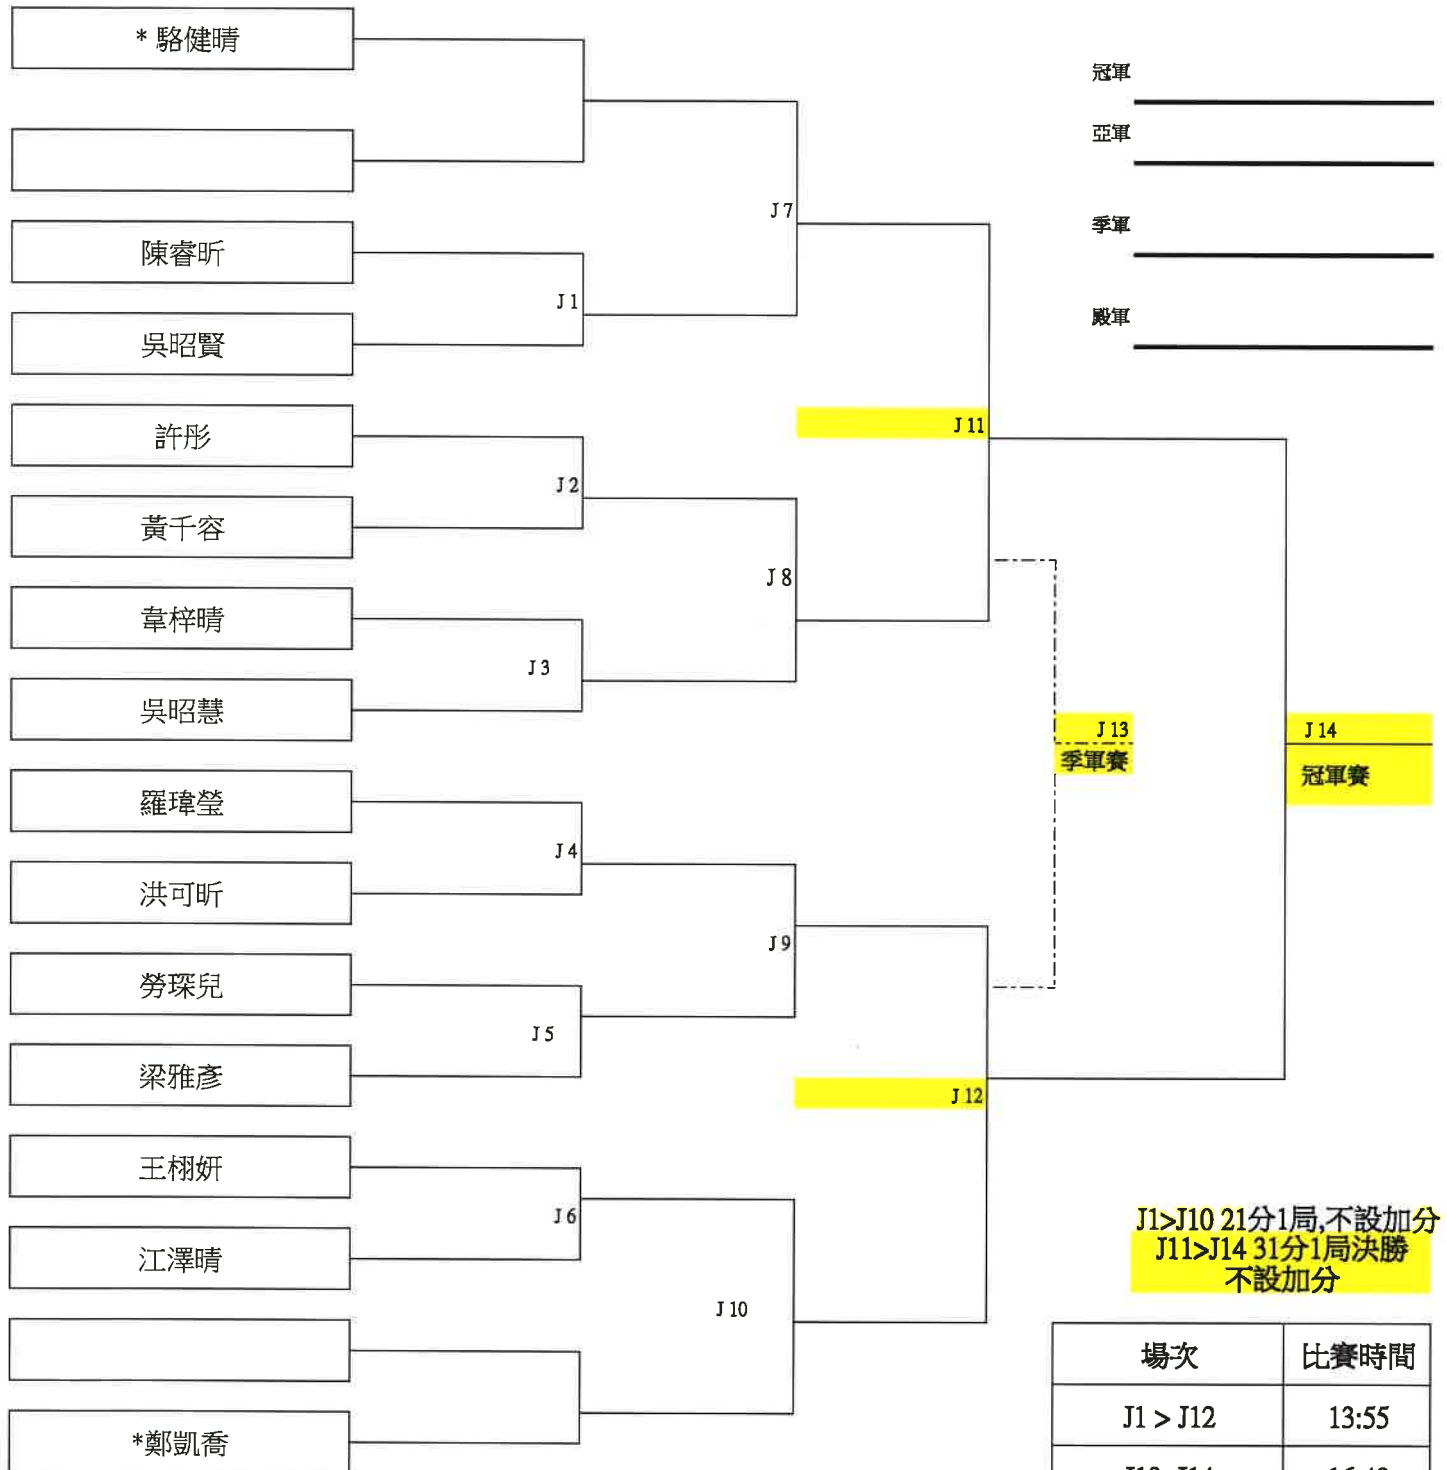 * 駱健晴
冠軍
亞軍
J 7
季軍
陳睿昕
J 1
殿軍
吳昭賢
許彤
J 11
J 2
黃千容
J 8
韋梓晴
J 3
吳昭慧
J 13
季軍賽
J 14
冠軍賽
羅瑋瑩
J 4
洪可昕
J 9
勞琛兒
J 5
梁雅彥
J 12
王栩妍
J 6
江澤晴
J1>J10 21分1局,不設加分
J11>J14 31分1局決勝
不設加分
J 10
場次 比賽時間
J1 > J12 13:55
*鄭凱喬